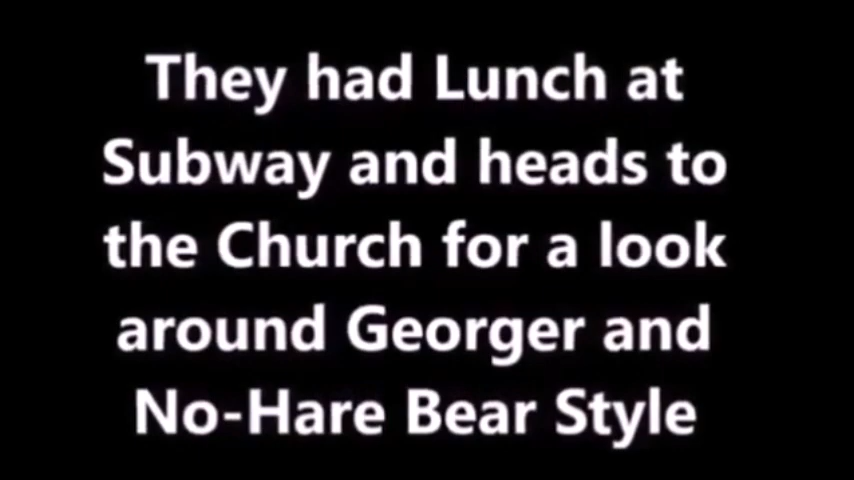 They had Lunch at
Subway and heads to
the Church for a look
around Georger and
No-Hare Bear Style